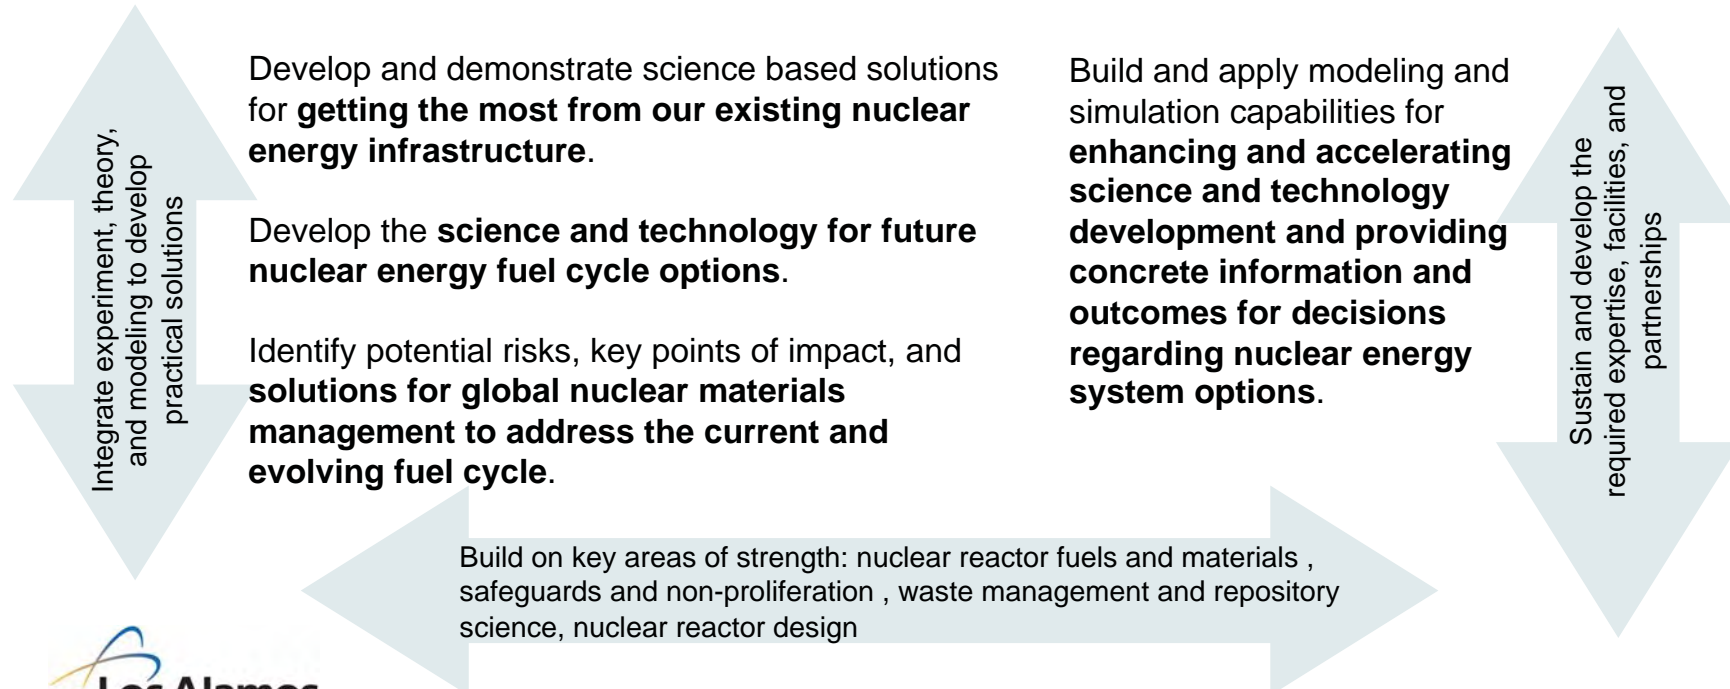 Integrate experiment, theory,
and modeling to develop
practical solutions
Develop and demonstrate science based solutions
for getting the most from our existing nuclear
energy infrastructure.
Develop the science and technology for future
nuclear energy fuel cycle options.
Identify potential risks, key points of impact, and
solutions for global nuclear materials
management to address the current and
evolving fuel cycle.
Build and apply modeling and
simulation capabilities for
enhancing and accelerating
science and technology
development and providing
concrete information and
outcomes for decisions
regarding nuclear energy
system options.
Sustain and develop the
required expertise, facilities, and
partnerships
Build on key areas of strength: nuclear reactor fuels and materials ,
safeguards and non-proliferation , waste management and repository
science, nuclear reactor design
Los Alamos